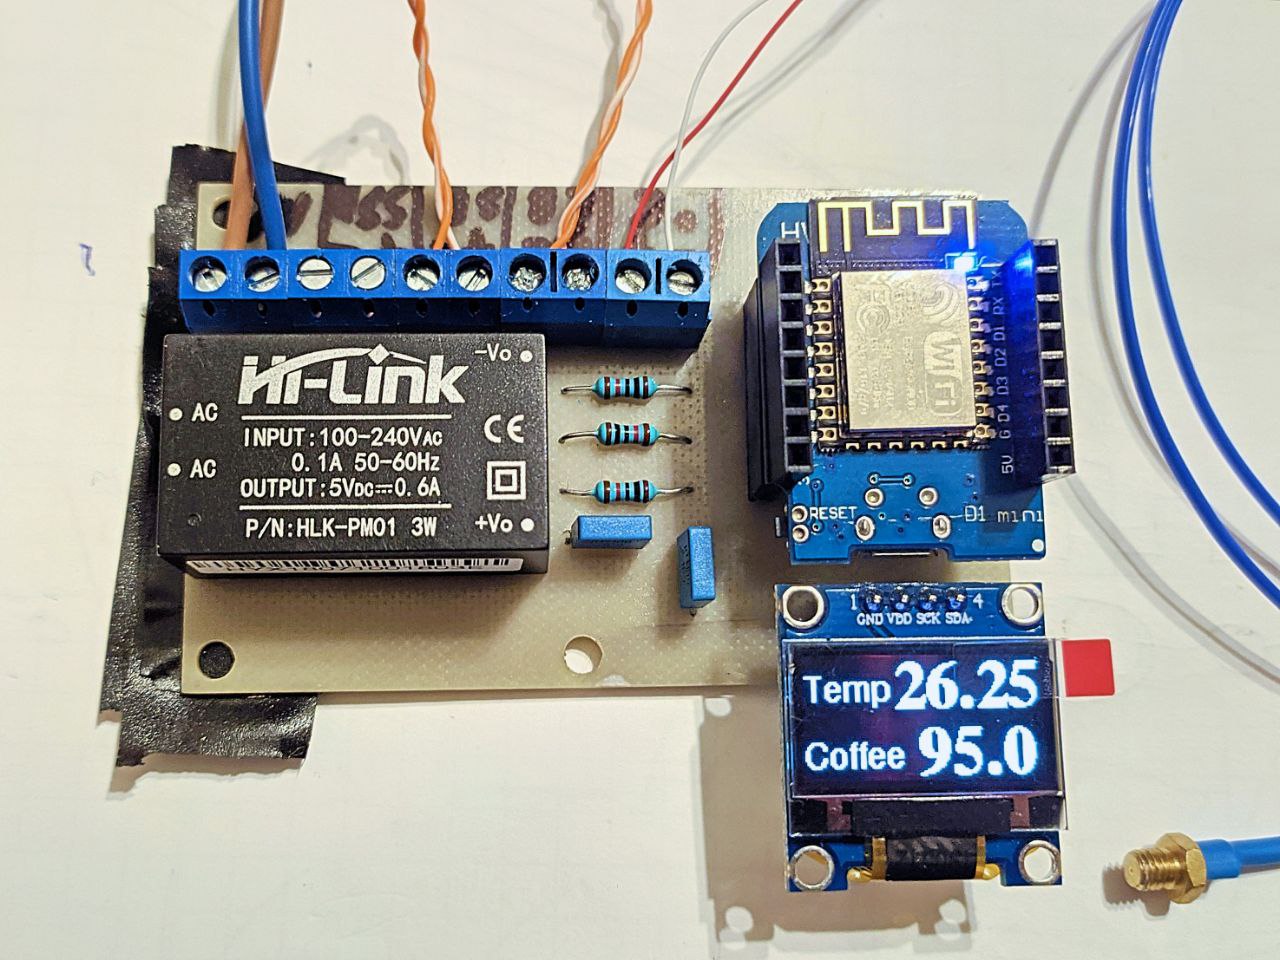 Hi-Link
-Vo
AC
INPUT:100-240VAC
AC
0.1A 50-60Hz
OUTPUT:5VDC⎓0.6A
P/N:HLK-PM01 3W
+Vo
CE
WiFi
TX
RX
D1
D2
D3
D4
G
5V
RESET
D1 mini
1
4
GND VDD SCK SDA
Temp 26.25
Coffee 95.0